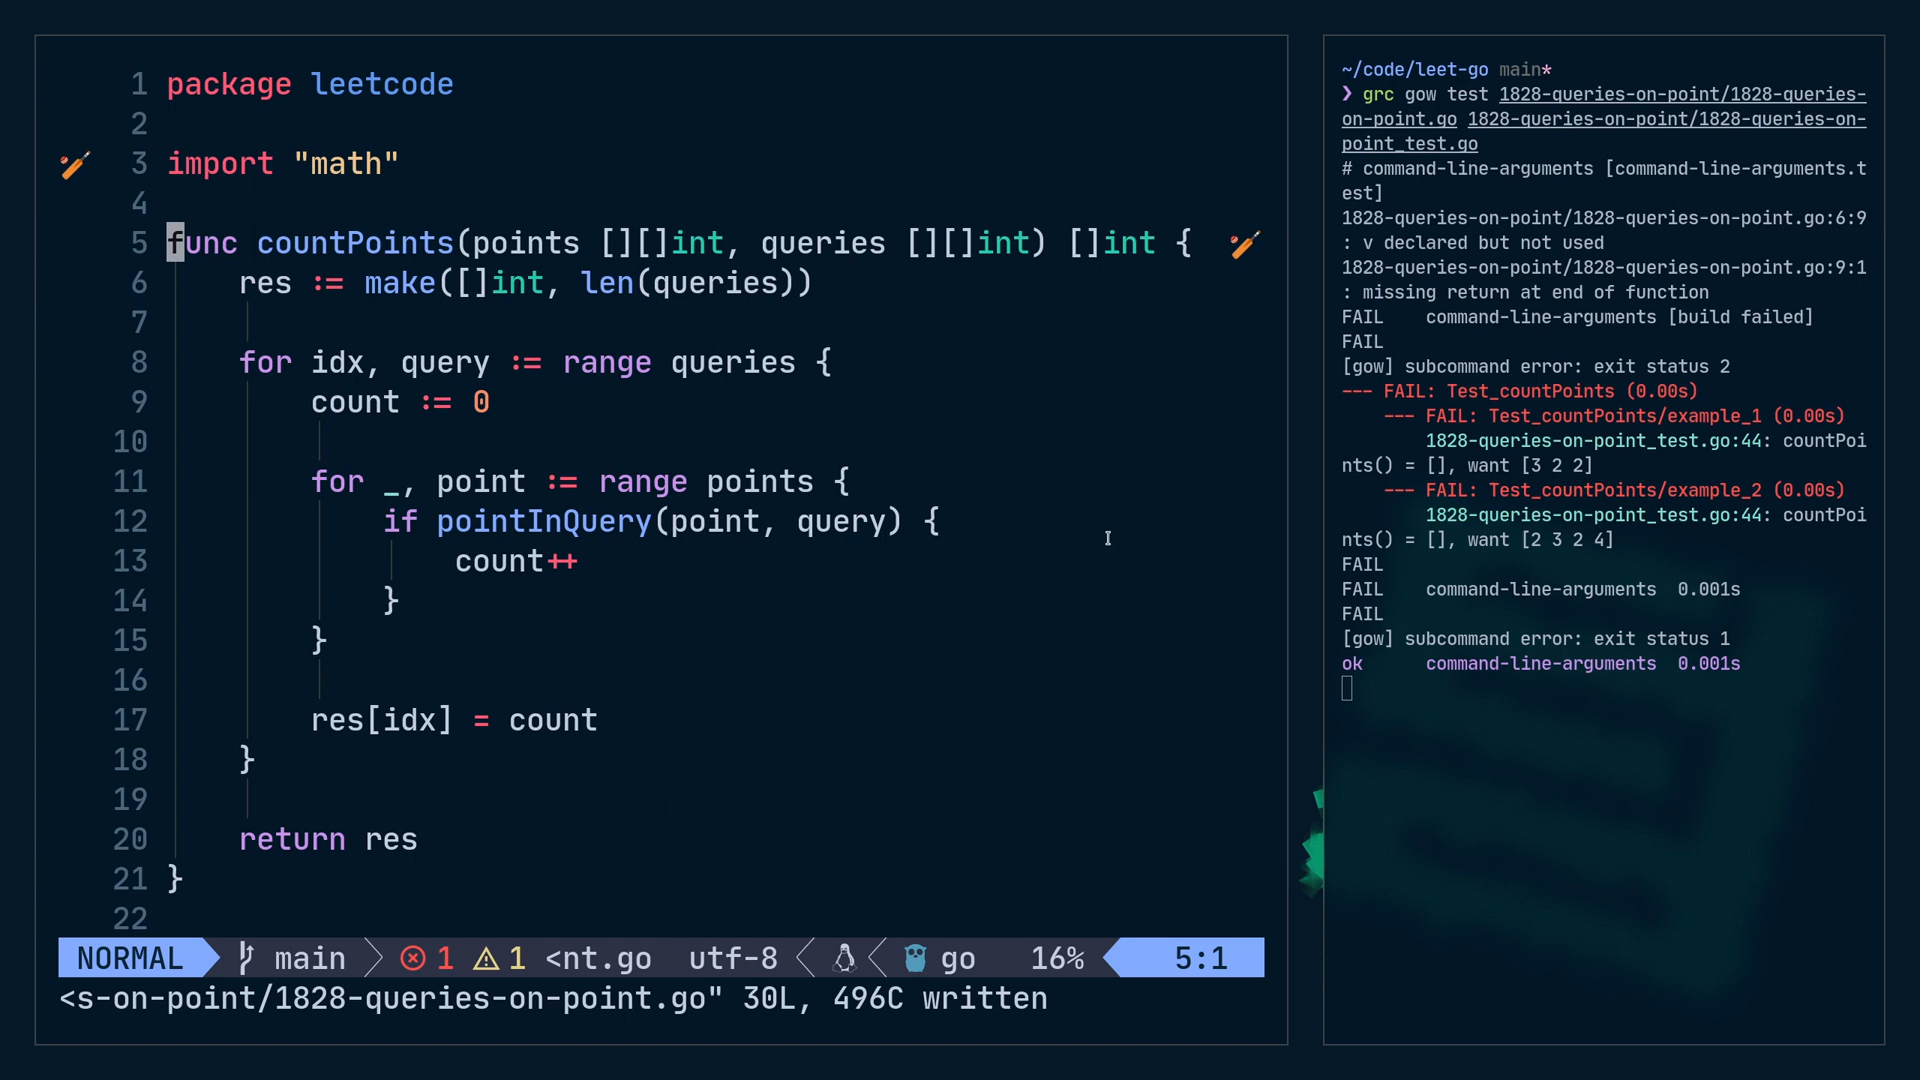 1 package leetcode
2
3 import "math"
4
5 func countPoints(points [][]int, queries [][]int) []int {
6 res := make([]int, len(queries))
7
8 for idx, query := range queries {
9 count := 0
10
11 for _, point := range points {
12 if pointInQuery(point, query) {
13 count++
14 }
15 }
16
17 res[idx] = count
18 }
19
20 return res
21 }
22
NORMAL main 1 1 <nt.go utf-8 go 16% 5:1
<s-on-point/1828-queries-on-point.go" 30L, 496C written
~/code/leet-go main*
❯ grc gow test 1828-queries-on-point/1828-queries-
on-point.go 1828-queries-on-point/1828-queries-on-
point_test.go
# command-line-arguments [command-line-arguments.t
est]
1828-queries-on-point/1828-queries-on-point.go:6:9
: v declared but not used
1828-queries-on-point/1828-queries-on-point.go:9:1
: missing return at end of function
FAIL command-line-arguments [build failed]
FAIL
[gow] subcommand error: exit status 2
--- FAIL: Test_countPoints (0.00s)
--- FAIL: Test_countPoints/example_1 (0.00s)
1828-queries-on-point_test.go:44: countPoi
nts() = [], want [3 2 2]
--- FAIL: Test_countPoints/example_2 (0.00s)
1828-queries-on-point_test.go:44: countPoi
nts() = [], want [2 3 2 4]
FAIL
FAIL command-line-arguments 0.001s
FAIL
[gow] subcommand error: exit status 1
ok command-line-arguments 0.001s